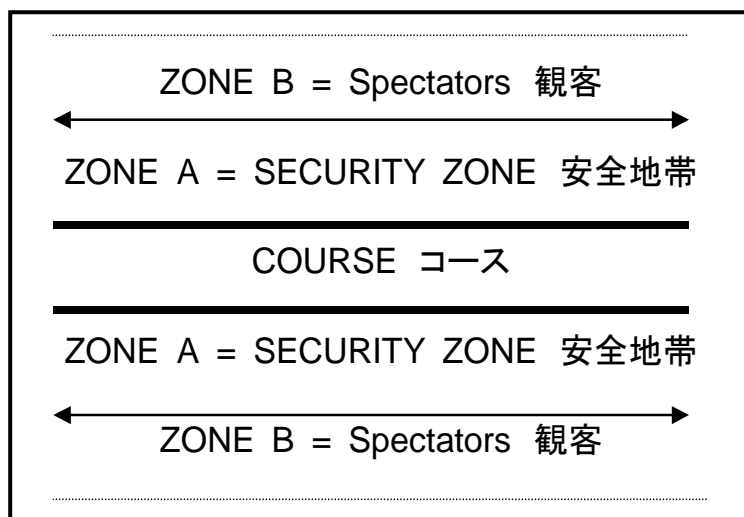 ZONE B = Spectators 観客
ZONE A = SECURITY ZONE 安全地帯
COURSE コース
ZONE A = SECURITY ZONE 安全地帯
ZONE B = Spectators 観客